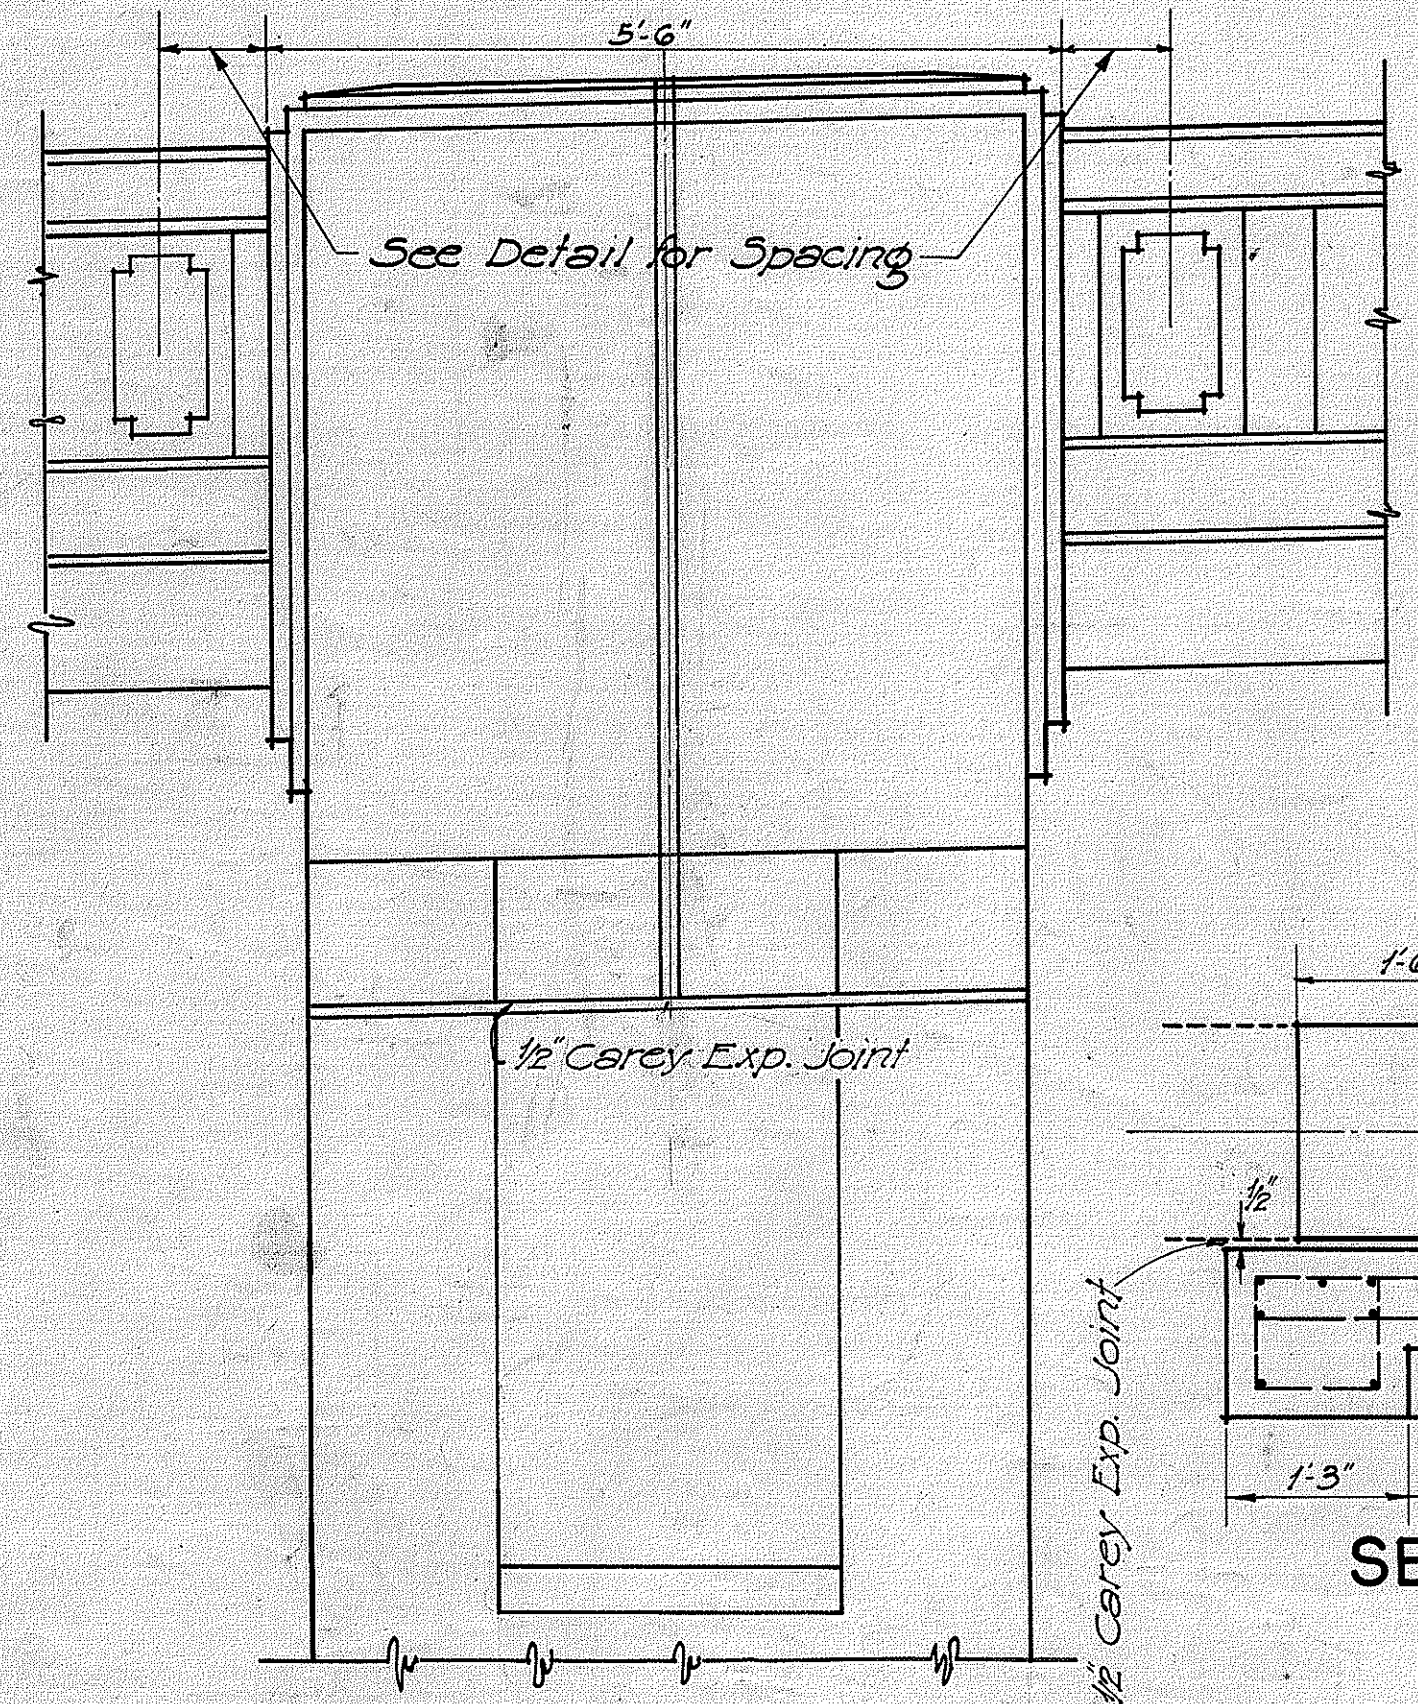 5'-6"
See Detail for Spacing
1/2" Carey Exp. Joint
1/2"
1/2" Carey Exp. Joint
1'-3"